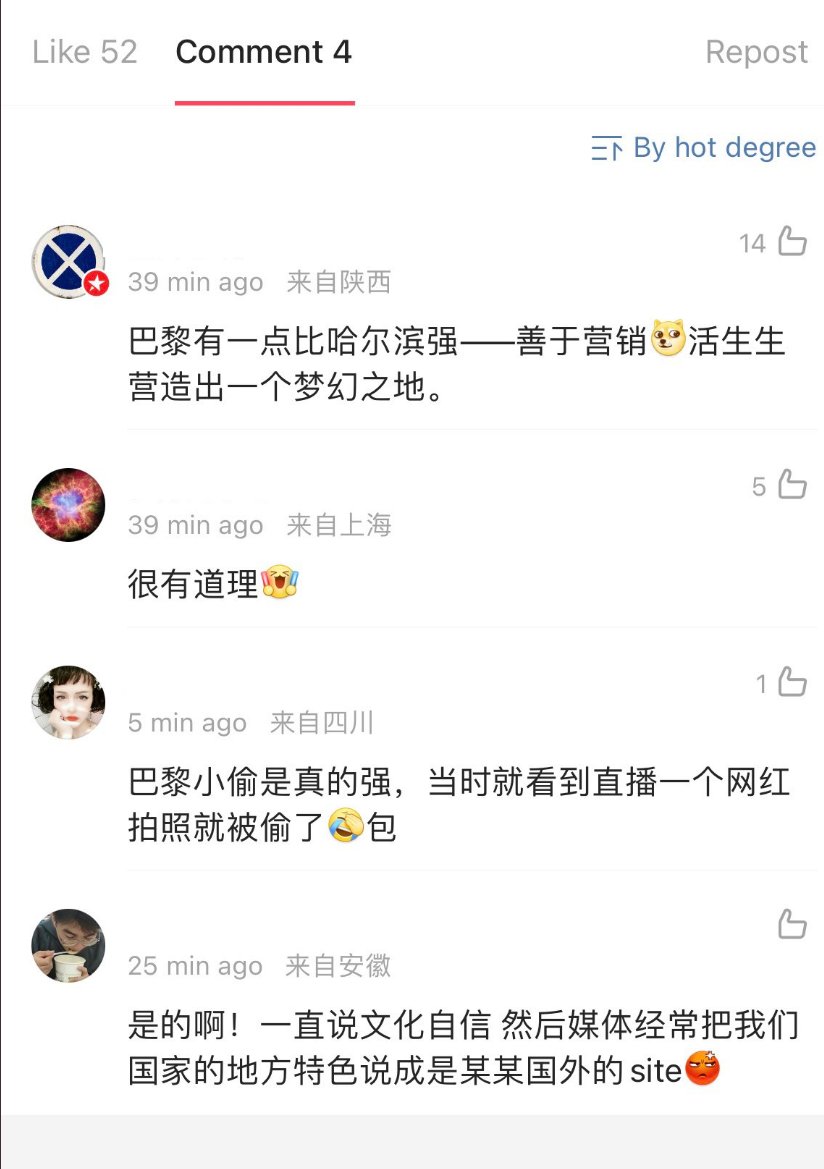 Like 52 Comment 4 Repost
By hot degree
14
39 min ago 来自陕西
巴黎有一点比哈尔滨强——善于营销活生生
营造出一个梦幻之地。
5
39 min ago 来自上海
很有道理
1
5 min ago 来自四川
巴黎小偷是真的强，当时就看到直播一个网红
拍照就被偷了包
25 min ago 来自安徽
是的啊！一直说文化自信 然后媒体经常把我们
国家的地方特色说成是某某国外的site